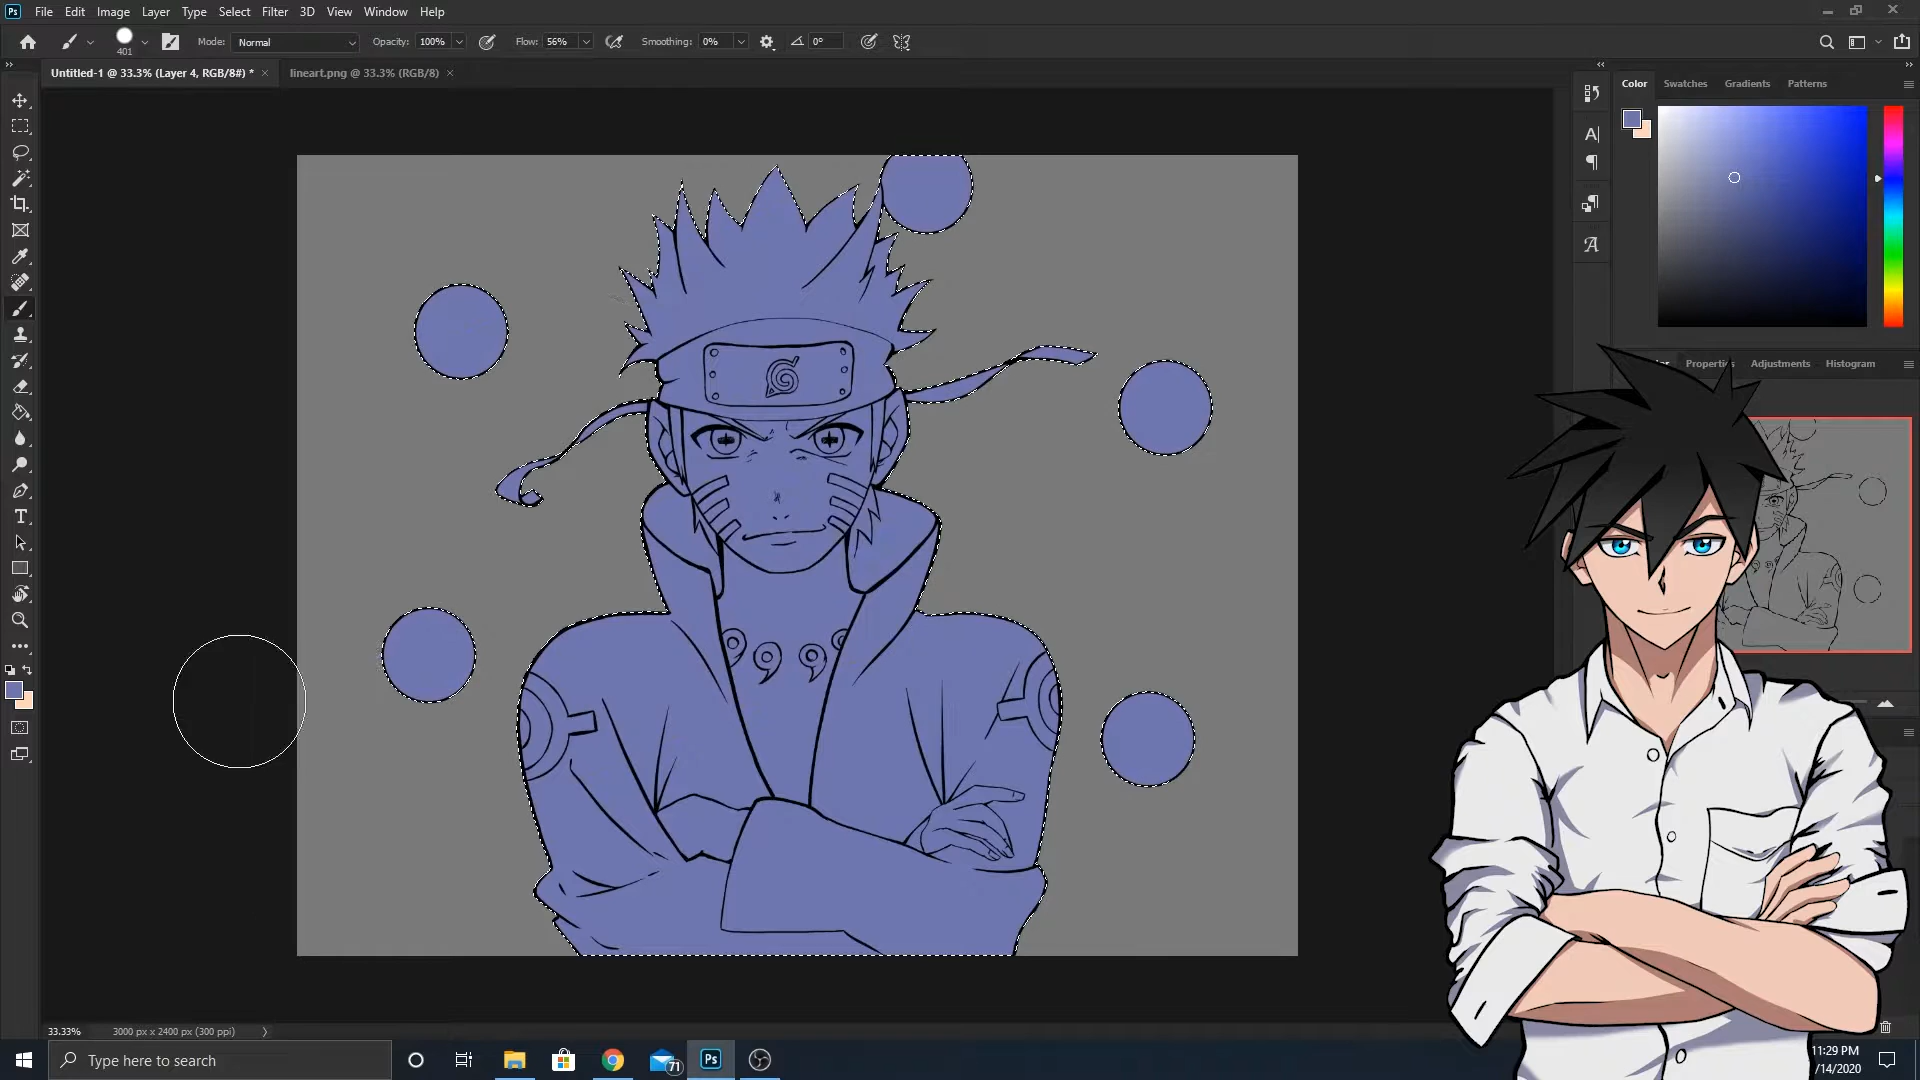 Ps File Edit Image Layer Type Select Filter 3D View Window Help
401 Mode: Normal Opacity: 100% Flow: 56% Smoothing: 0% 0°
Untitled-1 @ 33.3% (Layer 4, RGB/8#) * × lineart.png @ 33.3% (RGB/8) ×
Color Swatches Gradients Patterns
Properties Adjustments Histogram
33.33% 3000 px x 2400 px (300 ppi)
Type here to search
71
Ps
11:29 PM
/14/2020